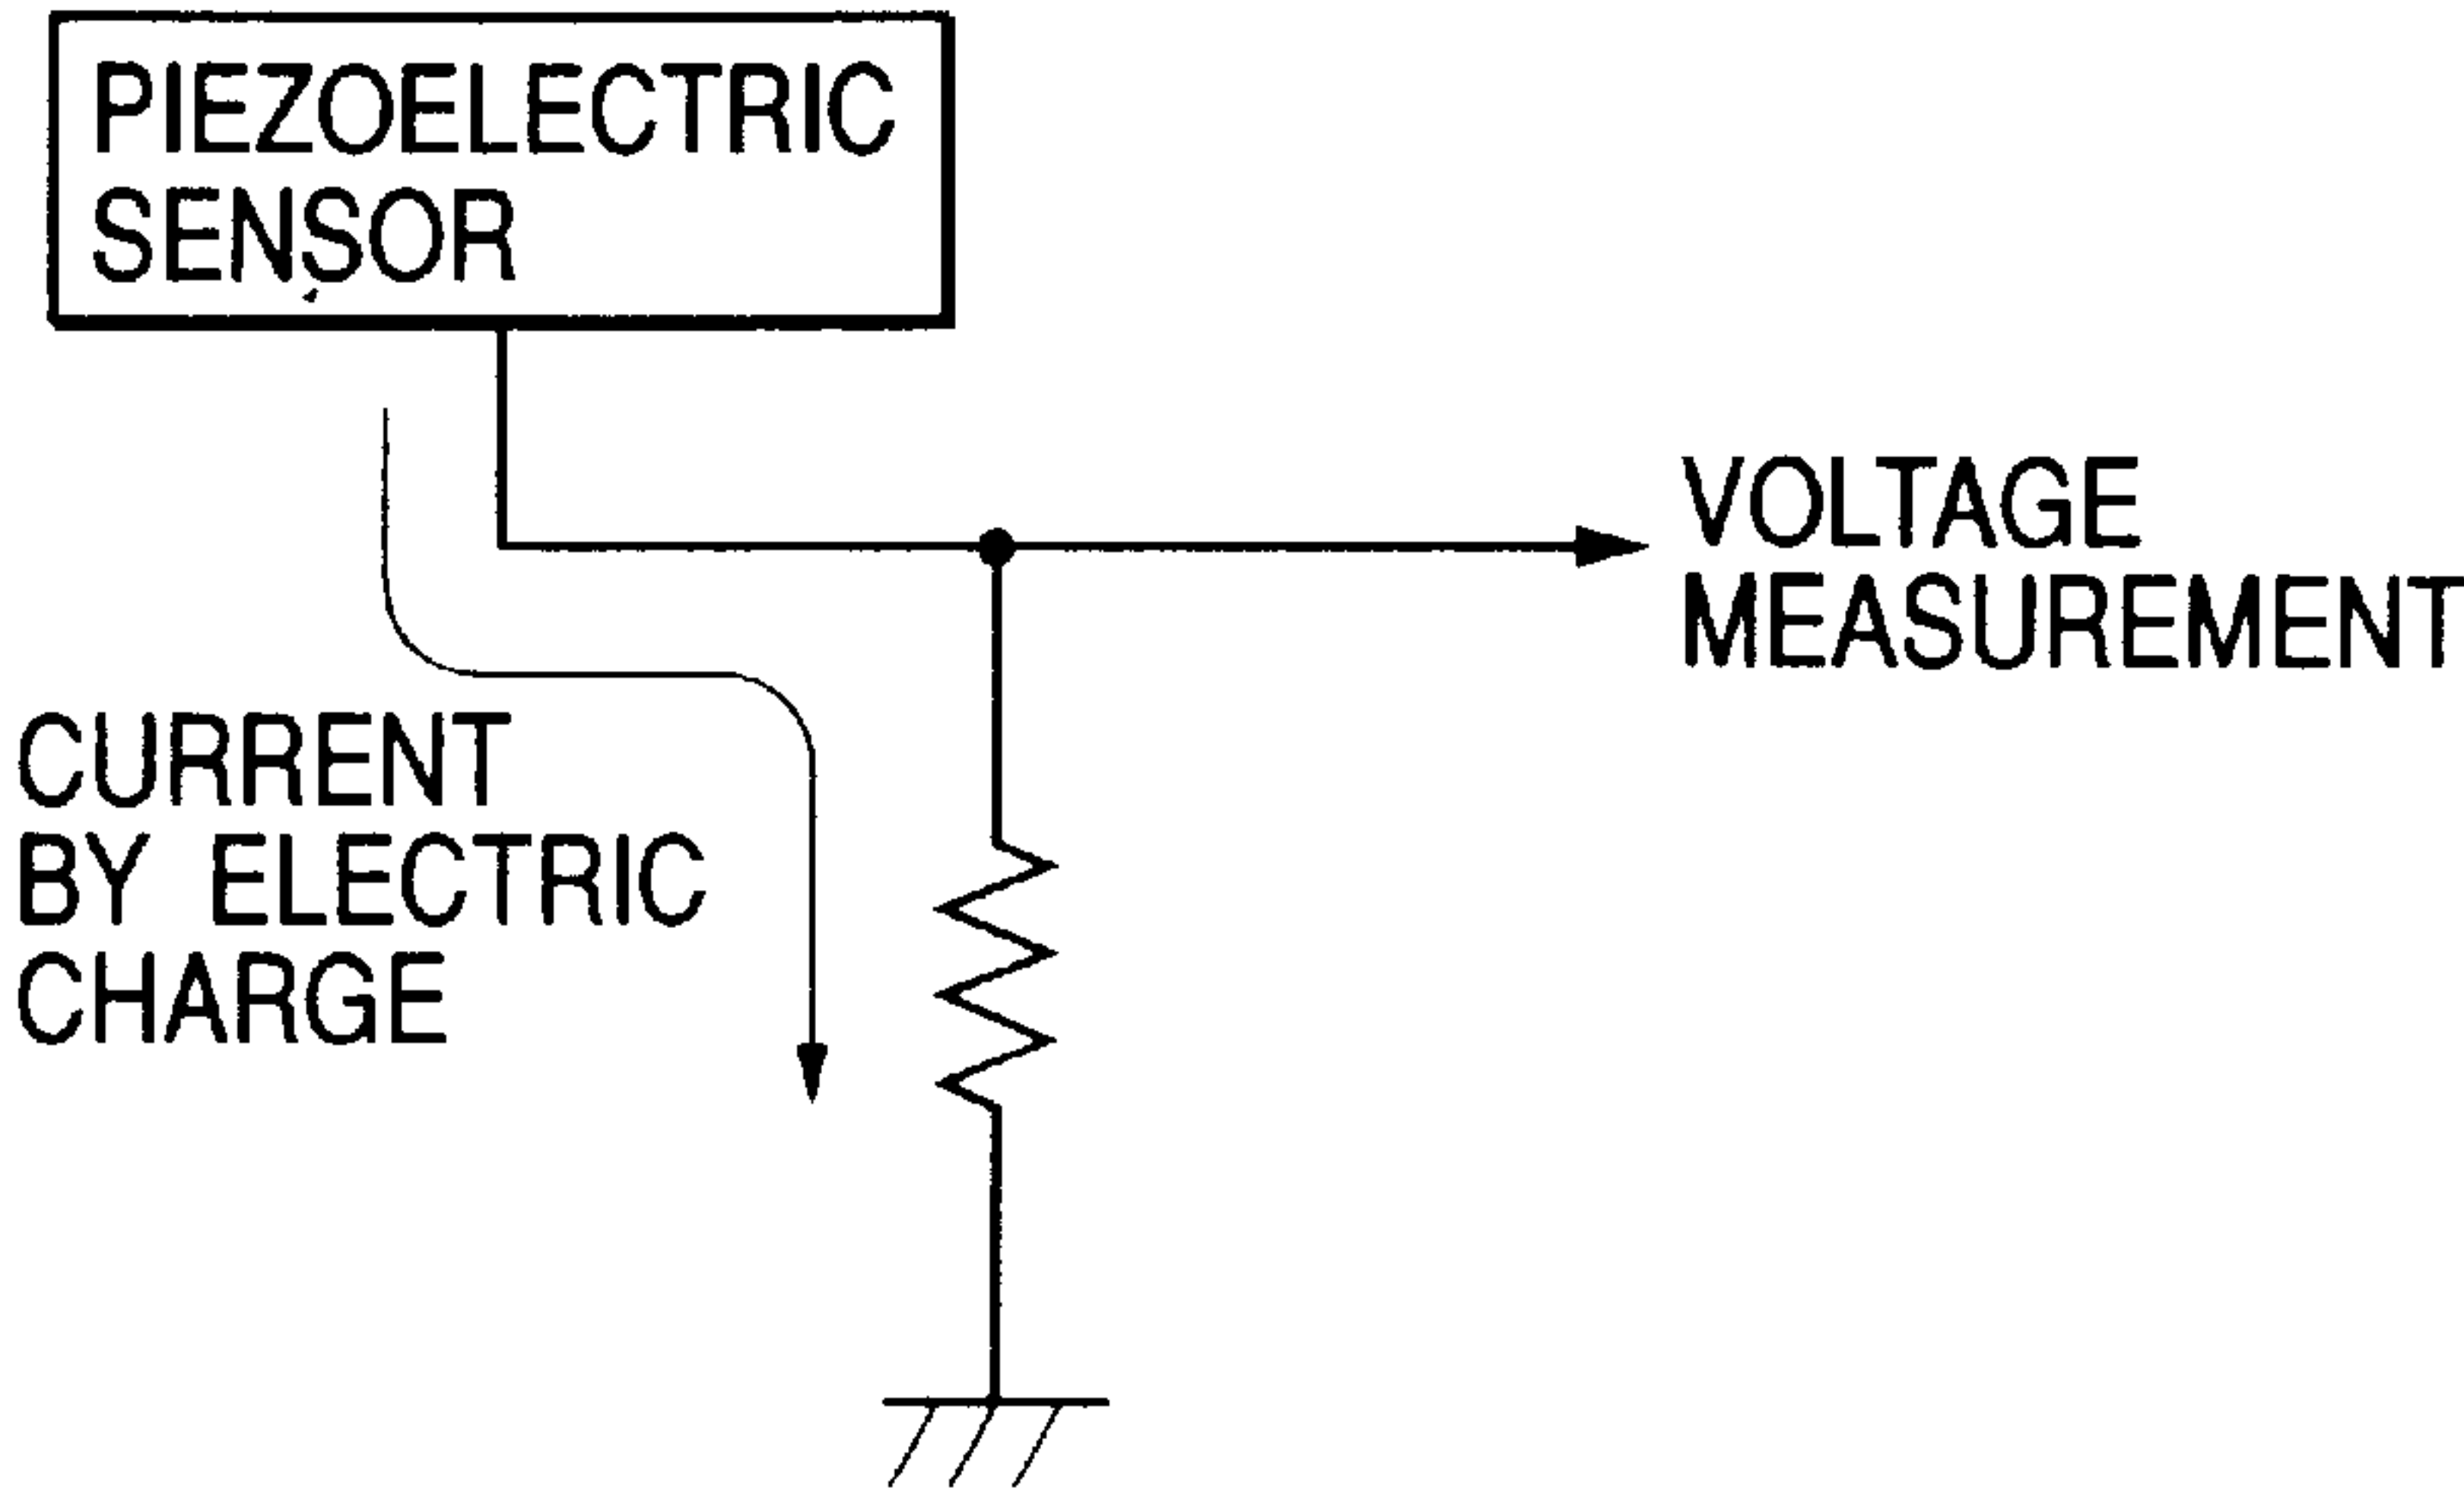 PIEZOELECTRIC
SENSOR
VOLTAGE
MEASUREMENT
CURRENT
BY ELECTRIC
CHARGE